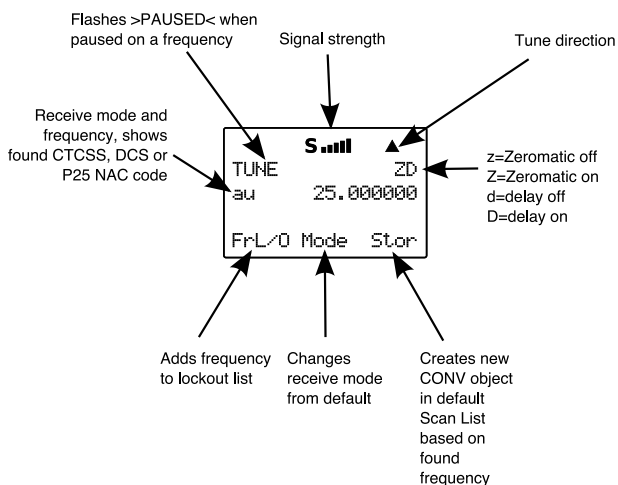 Flashes >PAUSED< when
paused on a frequency
Signal strength
Tune direction
Receive mode and
frequency, shows
found CTCSS, DCS or
P25 NAC code
S
TUNE ZD
au 25.000000
FrL/O Mode Stor
z=Zeromatic off
Z=Zeromatic on
d=delay off
D=delay on
Adds frequency
to lockout list
Changes
receive mode
from default
Creates new
CONV object
in default
Scan List
based on
found
frequency